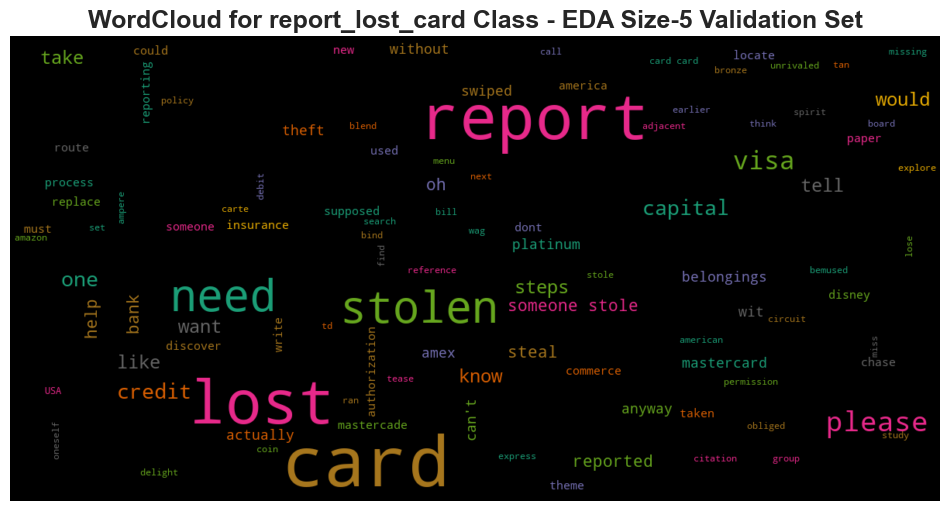 WordCloud for report_lost_card Class - EDA Size-5 Validation Set
take
could
reporting
policy
new
without
call
card card
locate
bronze
unrivaled
tan
missing
swiped
america
report
adjacent
earlier
think
spirit
board
would
paper
theft
blend
used
menu
next
oh
visa
tell
explore
route
process
replace
ampere
debit
carte
must
amazon
set
someone
insurance
supposed
search
bind
find
bill
wag
dont
platinum
capital
lose
one
need
reference
stolen
steps
stole
someone stole
belongings
bemused
disney
wit
circuit
help
bank
want
discover
write
td
authorization
amex
steal
american
mastercard
miss
chase
like
credit
USA
lost
tease
know
commerce
permission
ran
actually
mastercade
can't
anyway
taken
obliged
please
study
oneself
coin
delight
card
express
reported
theme
citation
group